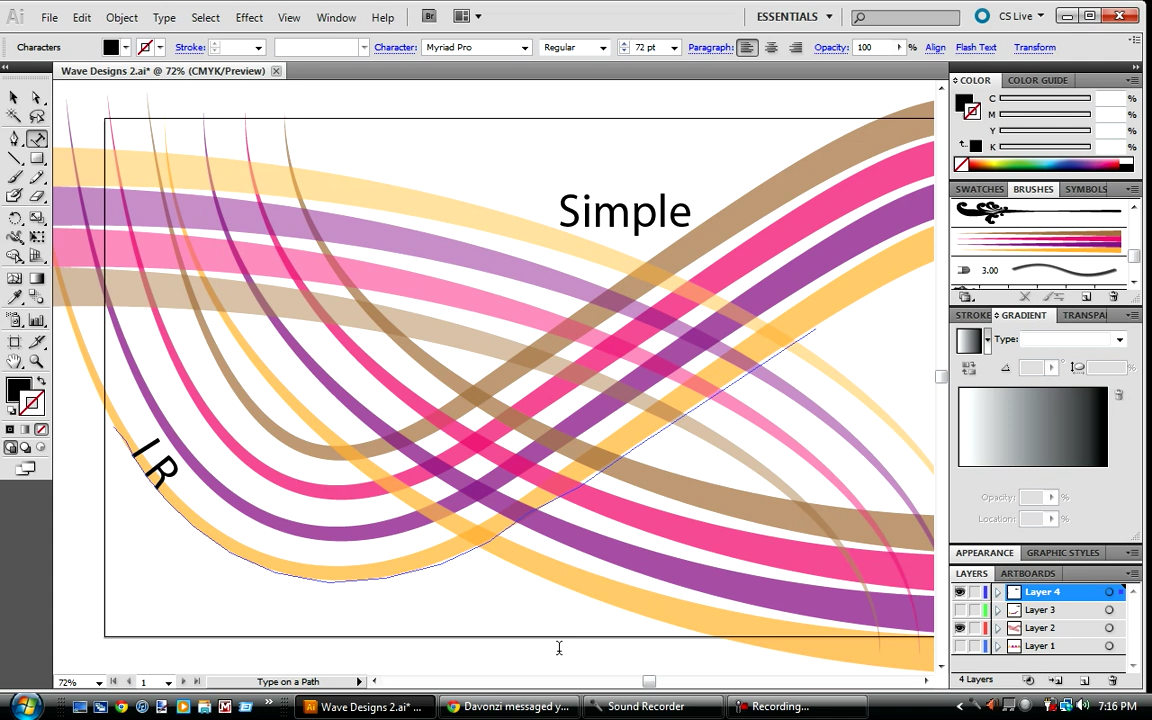 Ai File Edit Object Type Select Effect View Window Help Br ESSENTIALS CS Live
Characters Stroke: Character: Myriad Pro Regular 72 pt Paragraph: Opacity: 100 % Align Flash Text Transform
Wave Designs 2.ai* @ 72% (CMYK/Preview)
COLOR COLOR GUIDE
C %
M %
Y %
K %
SWATCHES BRUSHES SYMBOLS
3.00
STROKE GRADIENT TRANSPA
Type:
Opacity: %
Location: %
APPEARANCE GRAPHIC STYLES
LAYERS ARTBOARDS
Layer 4
Layer 3
Layer 2
Layer 1
4 Layers
Simple
I R
72% 1 Type on a Path
Wave Designs 2.ai* ... Davonzi messaged y... Sound Recorder Recording... 7:16 PM